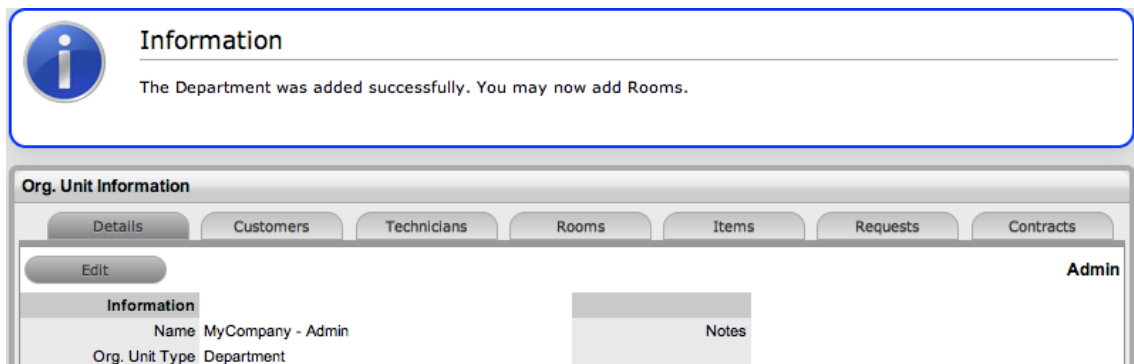 Information
The Department was added successfully. You may now add Rooms.
Org. Unit Information
Details Customers Technicians Rooms Items Requests Contracts
Edit Admin
Information
Name MyCompany - Admin Notes
Org. Unit Type Department